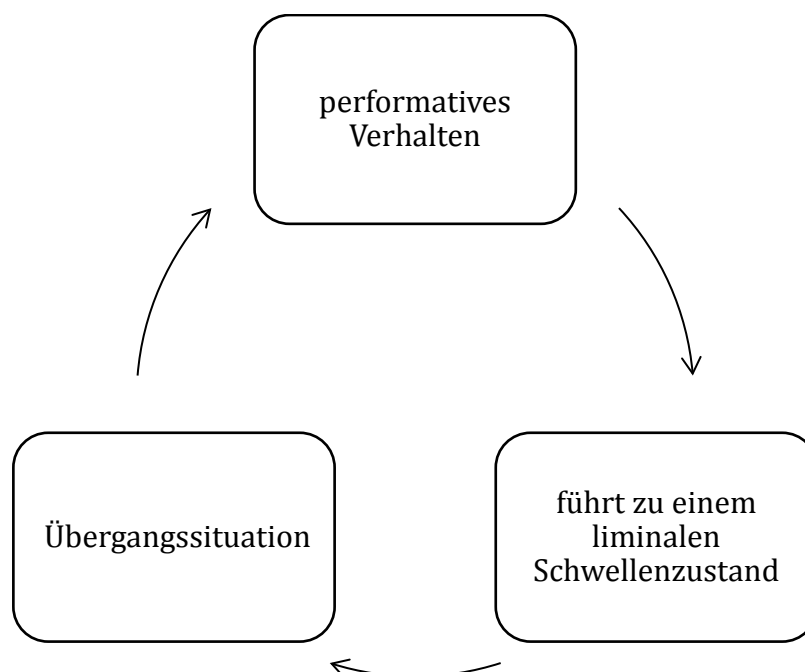 performatives
Verhalten
führt zu einem
liminalen
Schwellenzustand
Übergangssituation